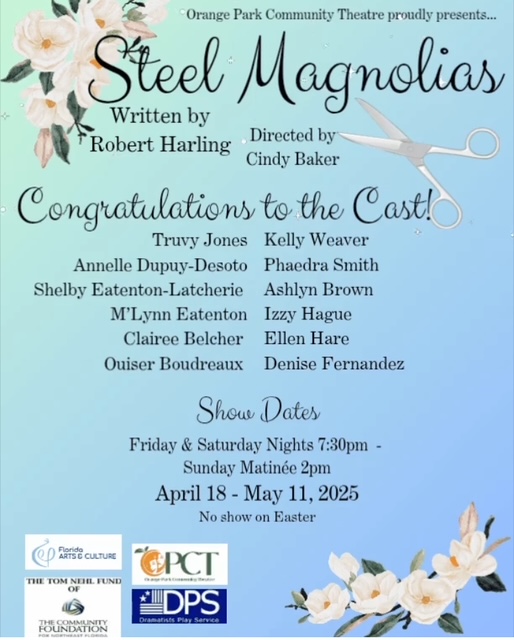 Orange Park Community Theatre proudly presents...
Steel Magnolias
Written by
Robert Harling
Directed by
Cindy Baker
Congratulations to the Cast!
Truvy Jones Kelly Weaver
Annelle Dupuy-Desoto Phaedra Smith
Shelby Eatenton-Latcherie Ashlyn Brown
M'Lynn Eatenton Izzy Hague
Clairee Belcher Ellen Hare
Ouiser Boudreaux Denise Fernandez
Show Dates
Friday & Saturday Nights 7:30pm -
Sunday Matinée 2pm
April 18 - May 11, 2025
No show on Easter
Florida
ARTS & CULTURE
OPCT
Orange Park Community Theatre
THE TOM NEHL FUND
OF
THE COMMUNITY
FOUNDATION
FOR NORTHEAST FLORIDA
DPS
Dramatists Play Service